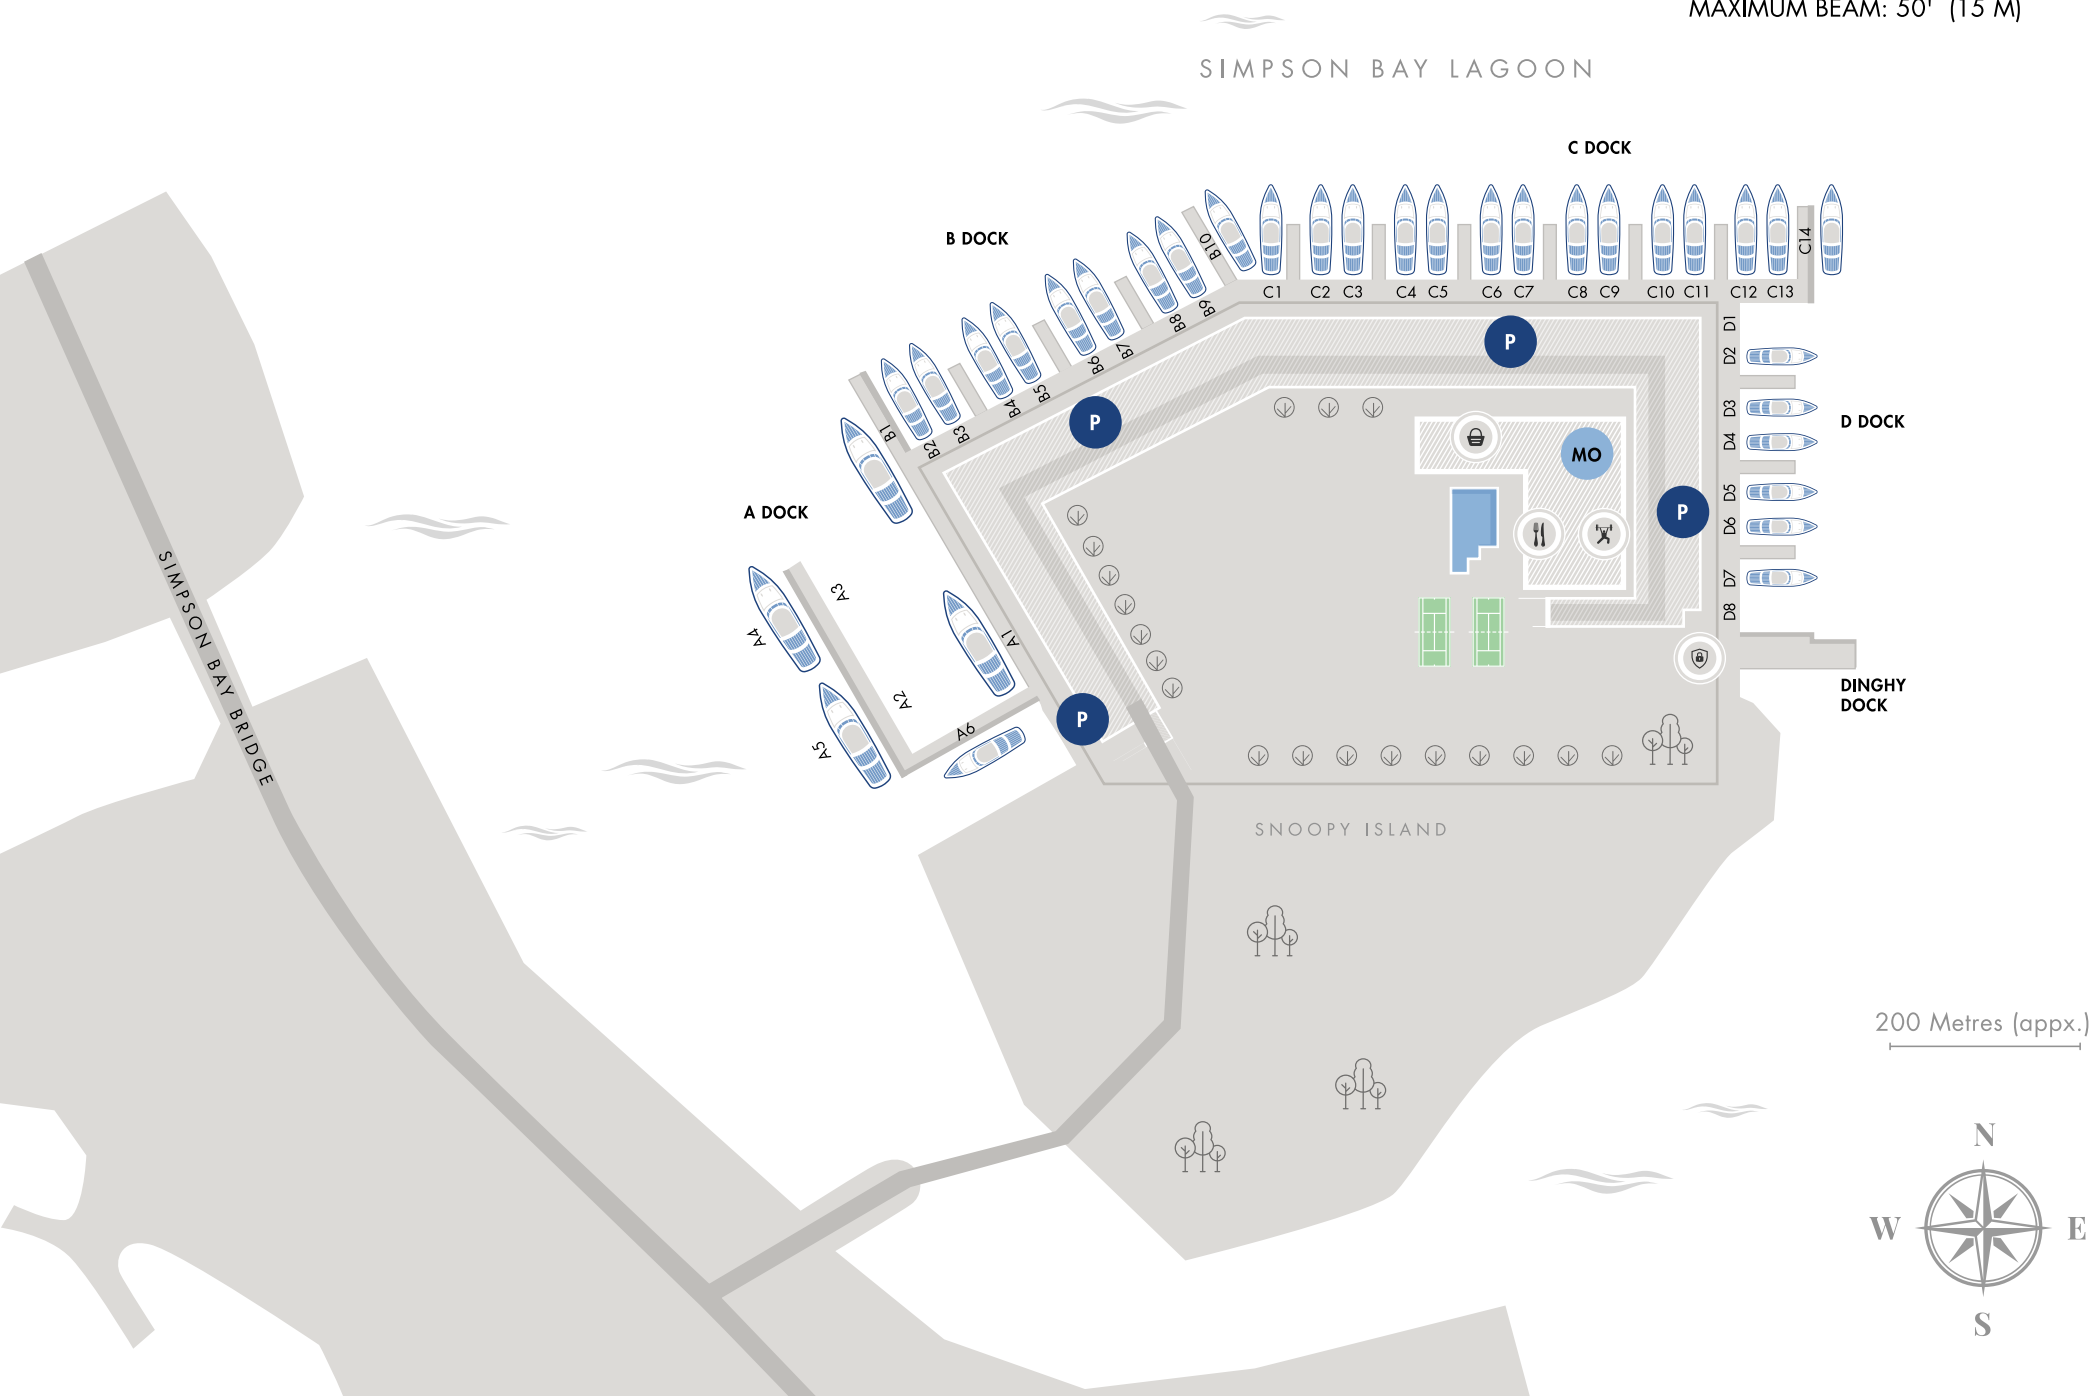 MAXIMUM BEAM: 50' (15 M)
SIMPSON BAY LAGOON
C DOCK
B DOCK
B10
C14
C1 C2 C3 C4 C5 C6 C7 C8 C9 C10 C11 C12 C13
B9
B8
B7
B6
B5
B4
B3
B2
B1
D1
D2
D3
D4
D5
D6
D7
D8
P
P
P
P
MO
D DOCK
A DOCK
A3
A4
A1
A2
A5
A6
SIMPSON BAY BRIDGE
DINGHY
DOCK
SNOOPY ISLAND
200 Metres (appx.)
N
W
E
S